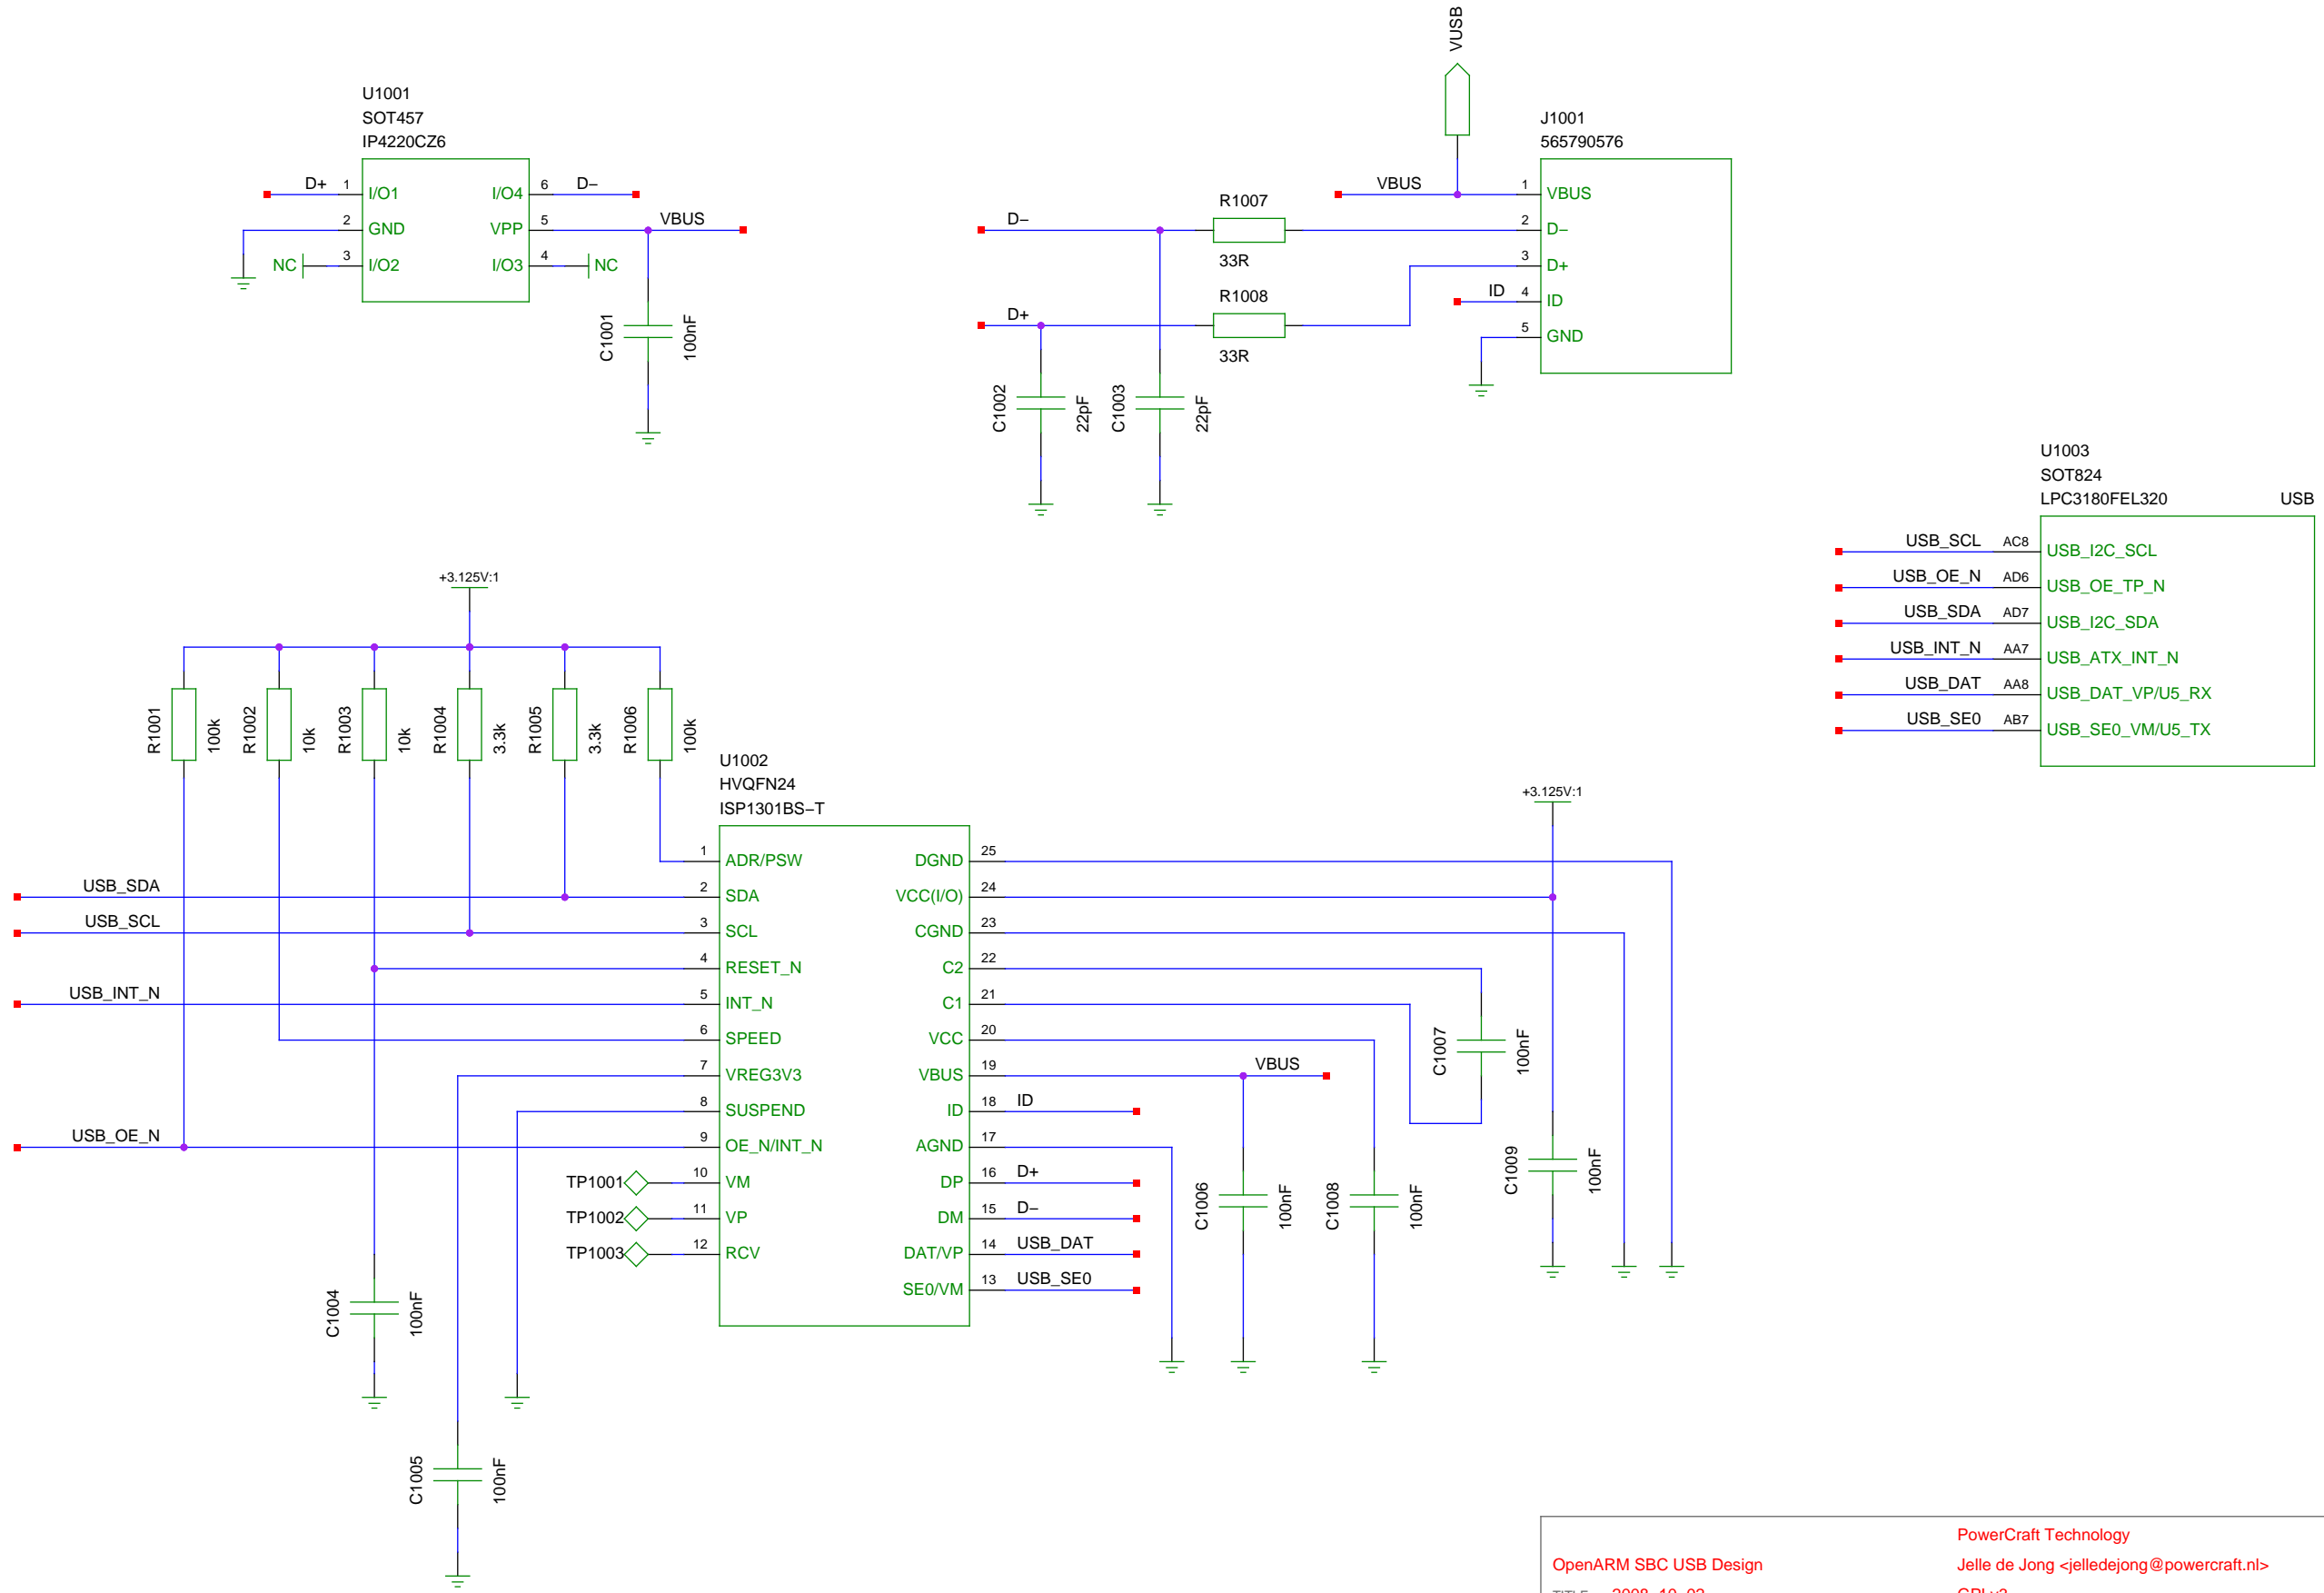 VUSB
U1001
SOT457
IP4220CZ6
D+ 1 I/O1 I/O4 6 D−
2 GND VPP 5 VBUS
NC 3 I/O2 I/O3 4 NC
C1001 100nF
J1001
565790576
VBUS 1 VBUS
R1007
D− 2 D−
33R
3 D+
R1008
ID 4 ID
D+
33R
5 GND
C1002 22pF C1003 22pF
U1003
SOT824
LPC3180FEL320 USB
USB_SCL AC8 USB_I2C_SCL
USB_OE_N AD6 USB_OE_TP_N
USB_SDA AD7 USB_I2C_SDA
USB_INT_N AA7 USB_ATX_INT_N
USB_DAT AA8 USB_DAT_VP/U5_RX
USB_SE0 AB7 USB_SE0_VM/U5_TX
+3.125V:1
R1001 100k R1002 10k R1003 10k R1004 3.3k R1005 3.3k R1006 100k
U1002
HVQFN24
ISP1301BS−T
+3.125V:1
1 ADR/PSW DGND 25
USB_SDA 2 SDA VCC(I/O) 24
USB_SCL 3 SCL CGND 23
4 RESET_N C2 22
USB_INT_N 5 INT_N C1 21
6 SPEED VCC 20
C1007 100nF
7 VREG3V3 VBUS 19 VBUS
8 SUSPEND ID 18 ID
USB_OE_N 9 OE_N/INT_N AGND 17
TP1001 10 VM DP 16 D+
TP1002 11 VP DM 15 D−
TP1003 12 RCV DAT/VP 14 USB_DAT
SE0/VM 13 USB_SE0
C1006 100nF C1008 100nF C1009 100nF
C1004 100nF
C1005 100nF
PowerCraft Technology
OpenARM SBC USB Design Jelle de Jong <jelledejong@powercraft.nl>